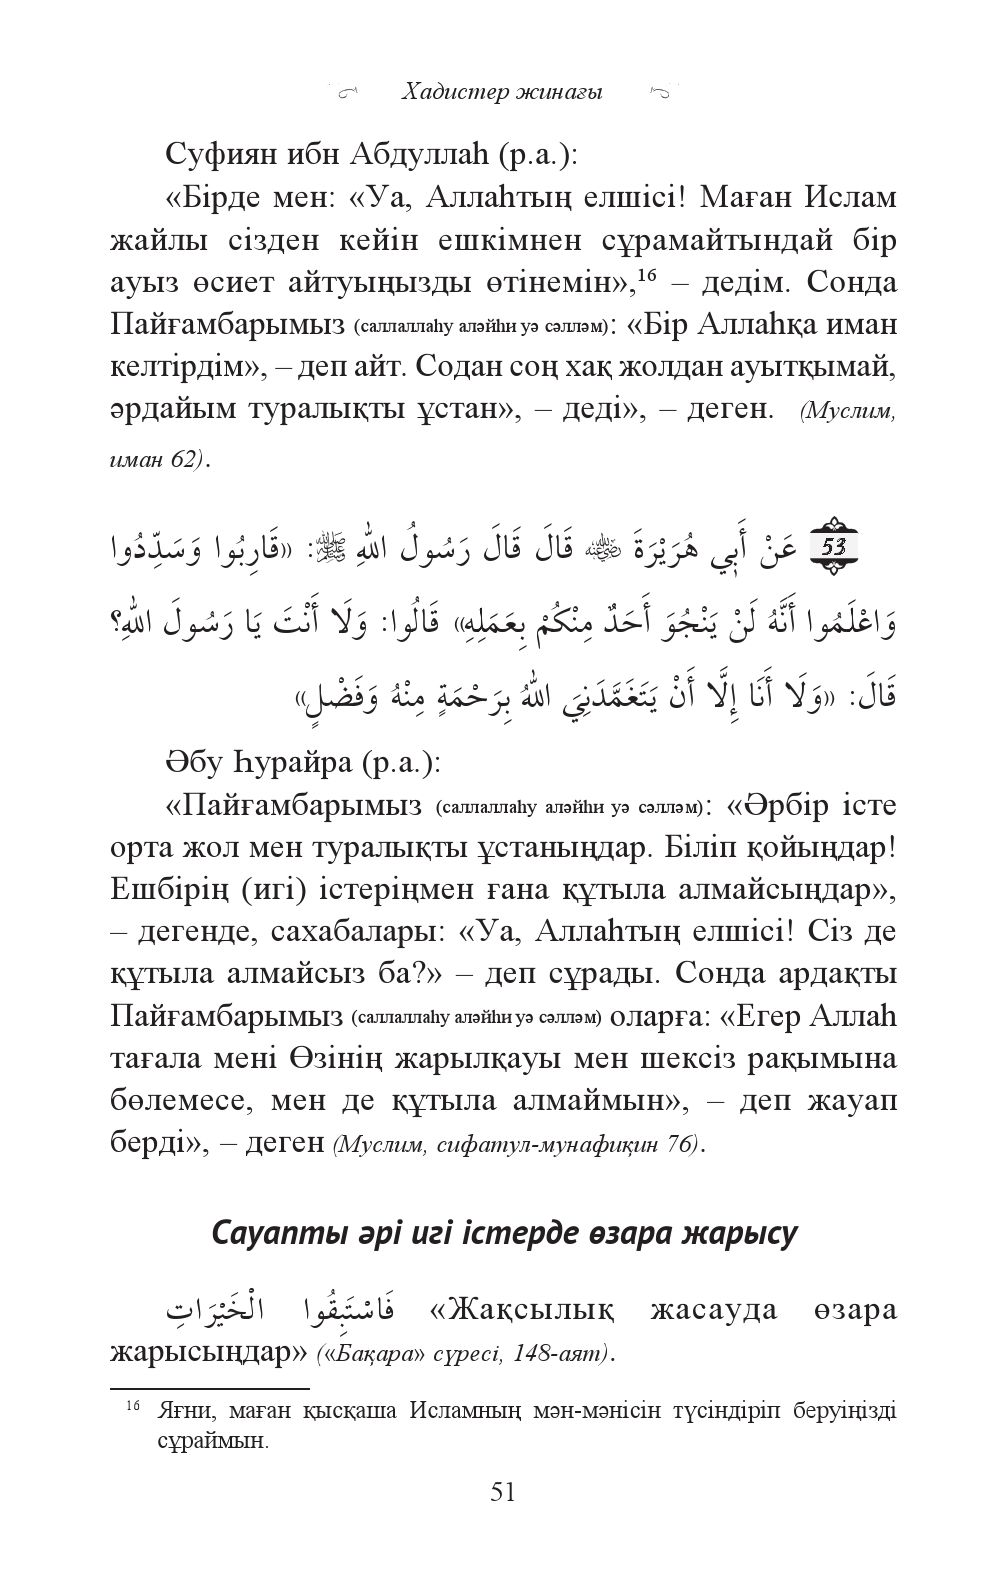 Хадистер жинағы
Суфиян ибн Абдуллаһ (р.а.):
«Бірде мен: «Уа, Аллаһтың елшісі! Маған Ислам
жайлы сізден кейін ешкімнен сұрамайтындай бір
ауыз өсиет айтуыңызды өтінемін»,¹⁶ – дедім. Сонда
Пайғамбарымыз (саллаллаһу аләйһи уә сәлләм): «Бір Аллаһқа иман
келтірдім», – деп айт. Содан соң хақ жолдан ауытқымай,
әрдайым туралықты ұстан», – деді», – деген. (Муслим,
иман 62).
53 عَنْ أَبِي هُرَيْرَةَ ﵁ قَالَ قَالَ رَسُولُ اللهِ ﷺ: «قَارِبُوا وَسَدِّدُوا
وَاعْلَمُوا أَنَّهُ لَنْ يَنْجُوَ أَحَدٌ مِنْكُمْ بِعَمَلِهِ» قَالُوا: وَلَا أَنْتَ يَا رَسُولَ اللهِ؟
قَالَ: «وَلَا أَنَا إِلَّا أَنْ يَتَغَمَّدَنِيَ اللهُ بِرَحْمَةٍ مِنْهُ وَفَضْلٍ»
Әбу Һурайра (р.а.):
«Пайғамбарымыз (саллаллаһу аләйһи уә сәлләм): «Әрбір істе
орта жол мен туралықты ұстаныңдар. Біліп қойыңдар!
Ешбірің (игі) істеріңмен ғана құтыла алмайсыңдар»,
– дегенде, сахабалары: «Уа, Аллаһтың елшісі! Сіз де
құтыла алмайсыз ба?» – деп сұрады. Сонда ардақты
Пайғамбарымыз (саллаллаһу аләйһи уә сәлләм) оларға: «Егер Аллаһ
тағала мені Өзінің жарылқауы мен шексіз рақымына
бөлемесе, мен де құтыла алмаймын», – деп жауап
берді», – деген (Муслим, сифатул-мунафиқин 76).
Сауапты әрі игі істерде өзара жарысу
فَاسْتَبِقُوا الْخَيْرَاتِ «Жақсылық жасауда өзара
жарысыңдар» («Бақара» сүресі, 148-аят).
16 Яғни, маған қысқаша Исламның мән-мәнісін түсіндіріп беруіңізді
сұраймын.
51